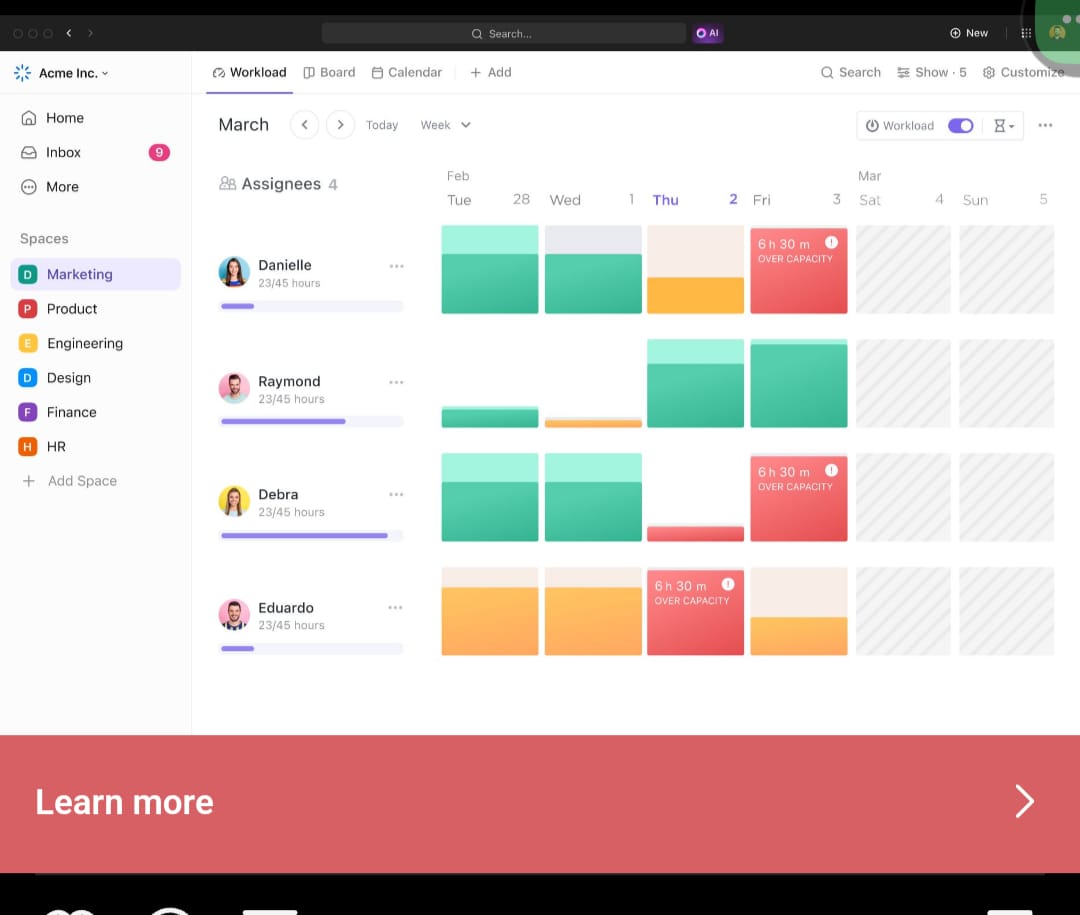 Search...
AI
New
Acme Inc.
Workload
Board
Calendar
Add
Search
Show · 5
Customize
Home
Inbox
9
More
Spaces
D Marketing
P Product
E Engineering
D Design
F Finance
H HR
Add Space
March
Today
Week
Workload
Assignees 4
Feb
Mar
Tue 28
Wed 1
Thu 2
Fri 3
Sat 4
Sun 5
Danielle
23/45 hours
6 h 30 m
OVER CAPACITY
Raymond
23/45 hours
Debra
23/45 hours
6 h 30 m
OVER CAPACITY
Eduardo
23/45 hours
6 h 30 m
OVER CAPACITY
Learn more